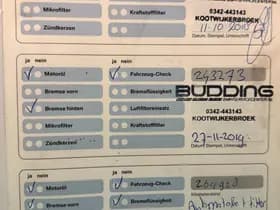 Mikrofilter Kraftstofffilter 0342-443143
KOOTWIJKERBROEK
Zündkerzen 11-10-2018
Datum, Stempel, Unterschrift
ja nein ja nein
Motoröl Fahrzeug-Check 243273
Bremse vorn Bremsflüssigkeit BUDDING
Bremse hinten Luftfiltereinsatz 0342-443143
KOOTWIJKERBROEK
Mikrofilter Kraftstofffilter
Zündkerzen 27-11-2019
Datum, Stempel, Unterschrift
ja nein ja nein
Motoröl Fahrzeug-Check
Bremse vorn Bremsflüssigkeit